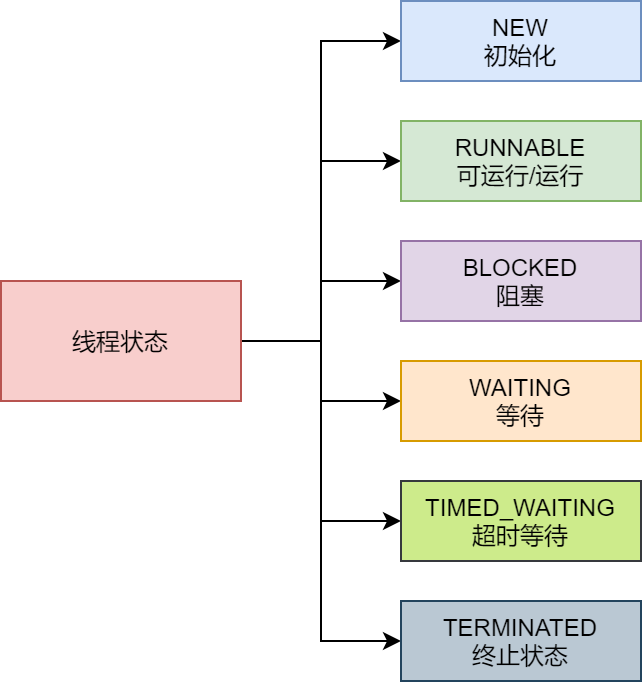 线程状态
NEW
初始化
RUNNABLE
可运行/运行
BLOCKED
阻塞
WAITING
等待
TIMED_WAITING
超时等待
TERMINATED
终止状态